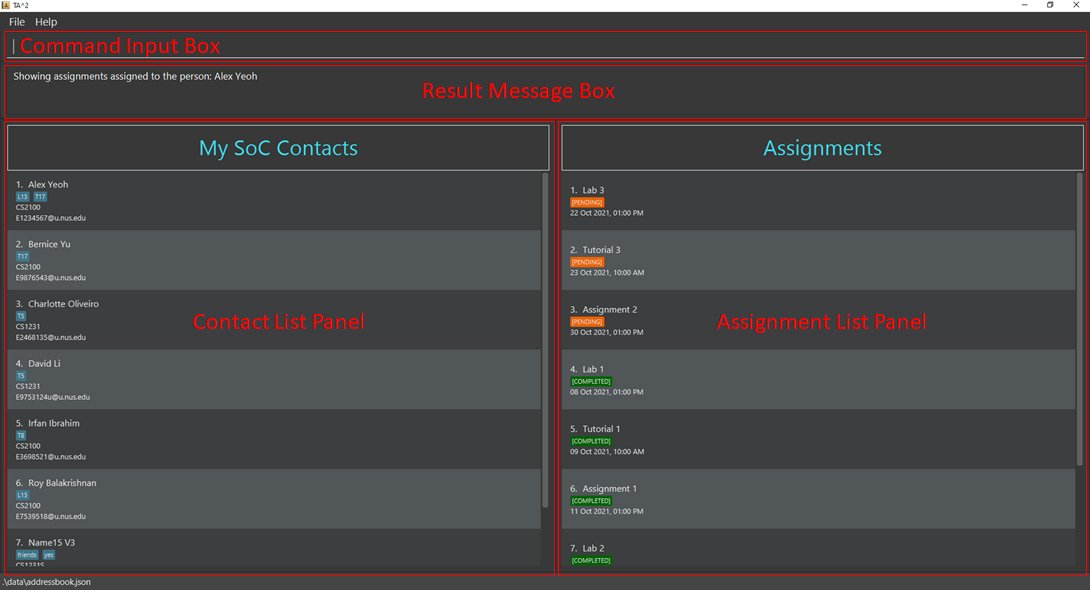 TA^2
File Help
Command Input Box
Showing assignments assigned to the person: Alex Yeoh
Result Message Box
My SoC Contacts
1. Alex Yeoh
L13 T17
CS2100
E1234567@u.nus.edu
2. Bernice Yu
T17
CS2100
E9876543@u.nus.edu
3. Charlotte Oliveiro
T5
CS1231
E2468135@u.nus.edu
Contact List Panel
4. David Li
T5
CS1231
E9753124u@u.nus.edu
5. Irfan Ibrahim
T8
CS2100
E3698521@u.nus.edu
6. Roy Balakrishnan
L13
CS2100
E7539518@u.nus.edu
7. Name15 V3
friends yes
CS1231S
Assignments
1. Lab 3
[PENDING]
22 Oct 2021, 01:00 PM
2. Tutorial 3
[PENDING]
23 Oct 2021, 10:00 AM
3. Assignment 2
[PENDING]
30 Oct 2021, 01:00 PM
Assignment List Panel
4. Lab 1
[COMPLETED]
08 Oct 2021, 01:00 PM
5. Tutorial 1
[COMPLETED]
09 Oct 2021, 10:00 AM
6. Assignment 1
[COMPLETED]
11 Oct 2021, 01:00 PM
7. Lab 2
[COMPLETED]
.\data\addressbook.json